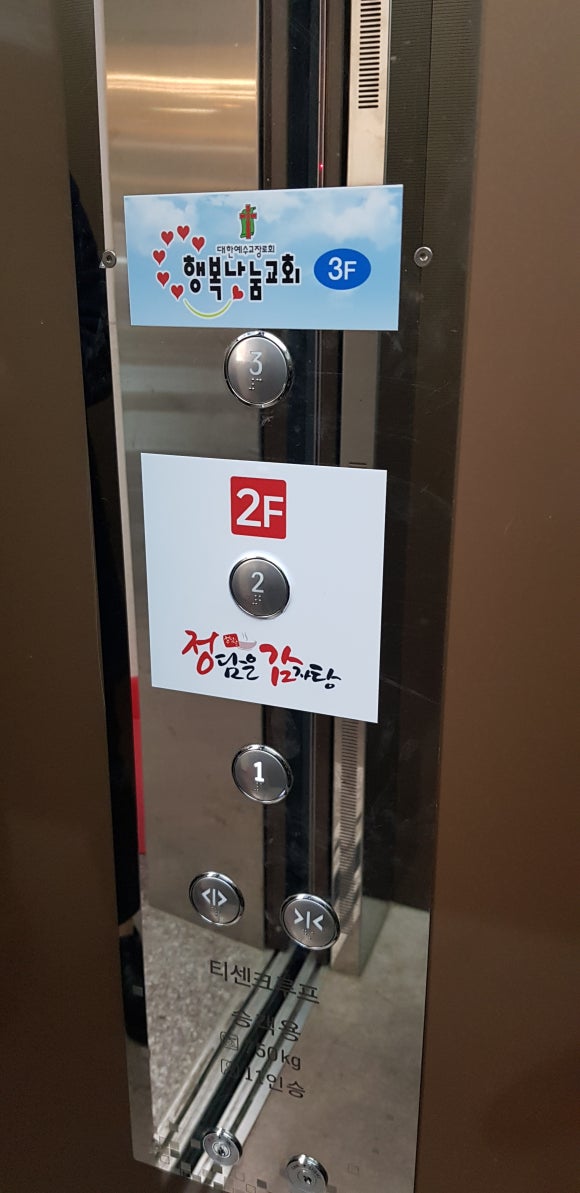 대한예수교장로회
행복나눔교회
3F
3
2F
2
정담은 감자탕
1
<I>
>I<
티센크루프
승객용
750kg
11인승